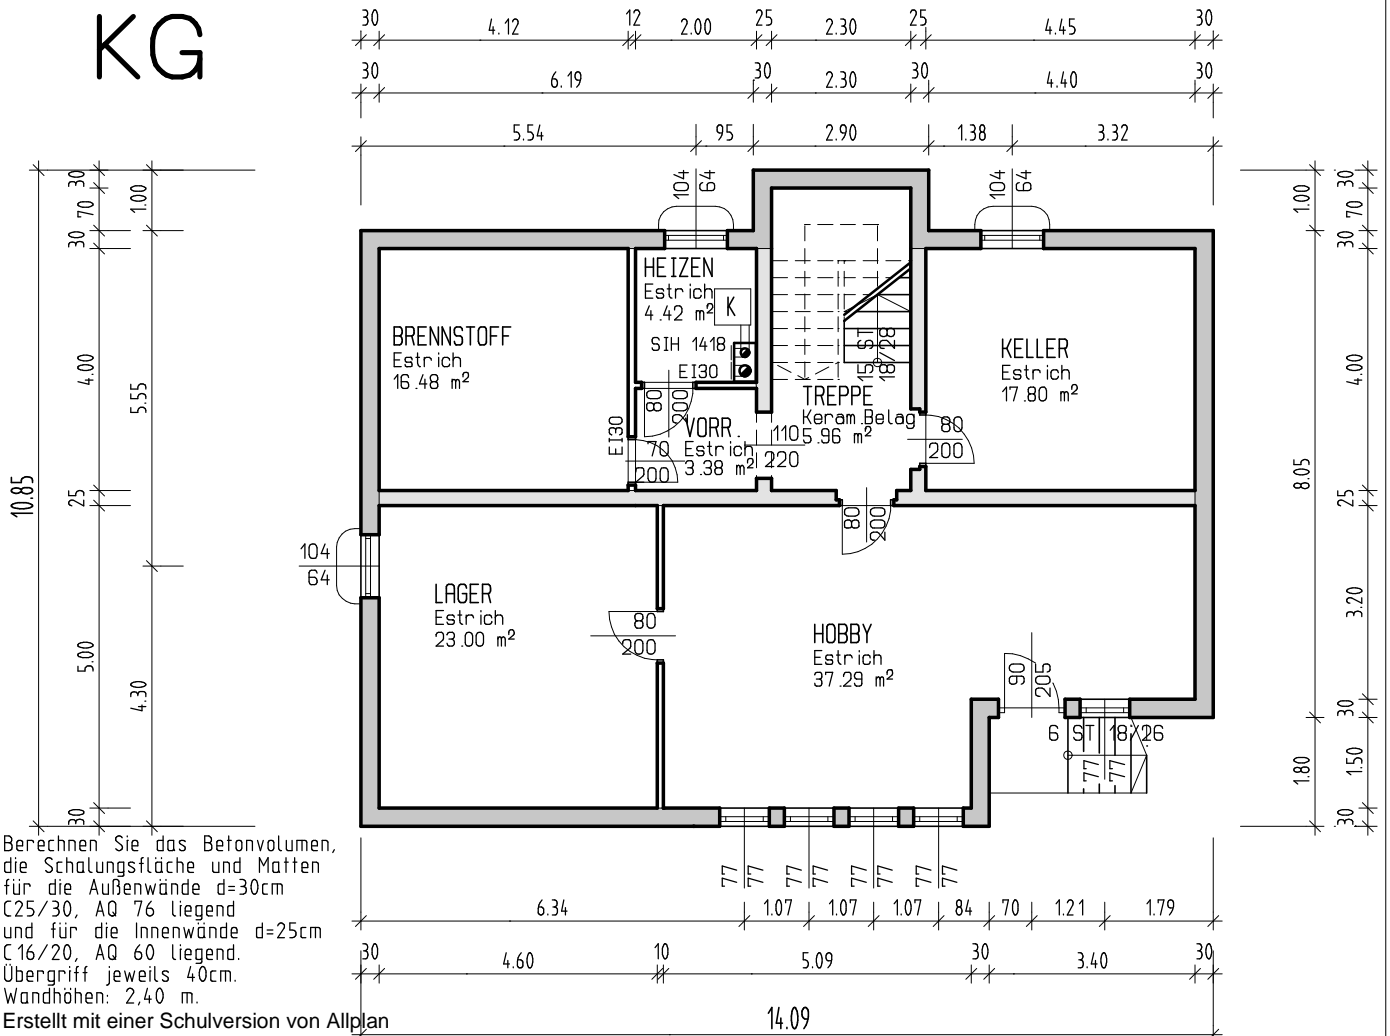 KG
30 4.12 12 2.00 25 2.30 25 4.45 30
30 6.19 30 2.30 30 4.40 30
5.54 95 2.90 1.38 3.32
104
64
104
64
30
70
30
4.00
25
5.00
30
1.00
5.55
4.30
10.85
1.00
8.05
1.80
30
70
30
4.00
25
3.20
30
1.50
30
HEIZEN
Estrich
4.42 m²
K
SIH 1418
EI30
80
200
BRENNSTOFF
Estrich
16.48 m²
EI30
70
200
VORR.
Estrich
3.38 m²
110
220
15 ST
18/28
TREPPE
Keram.Belag
5.96 m²
KELLER
Estrich
17.80 m²
80
200
80
200
104
64
LAGER
Estrich
23.00 m²
80
200
HOBBY
Estrich
37.29 m²
90
205
6 ST 18/26
77
77
77 77 77 77 77 77 77 77
6.34 1.07 1.07 1.07 84 70 1.21 1.79
30 4.60 10 5.09 30 3.40 30
14.09
Berechnen Sie das Betonvolumen,
die Schalungsfläche und Matten
für die Außenwände d=30cm
C25/30, AQ 76 liegend
und für die Innenwände d=25cm
C16/20, AQ 60 liegend.
Übergriff jeweils 40cm.
Wandhöhen: 2,40 m.
Erstellt mit einer Schulversion von Allplan